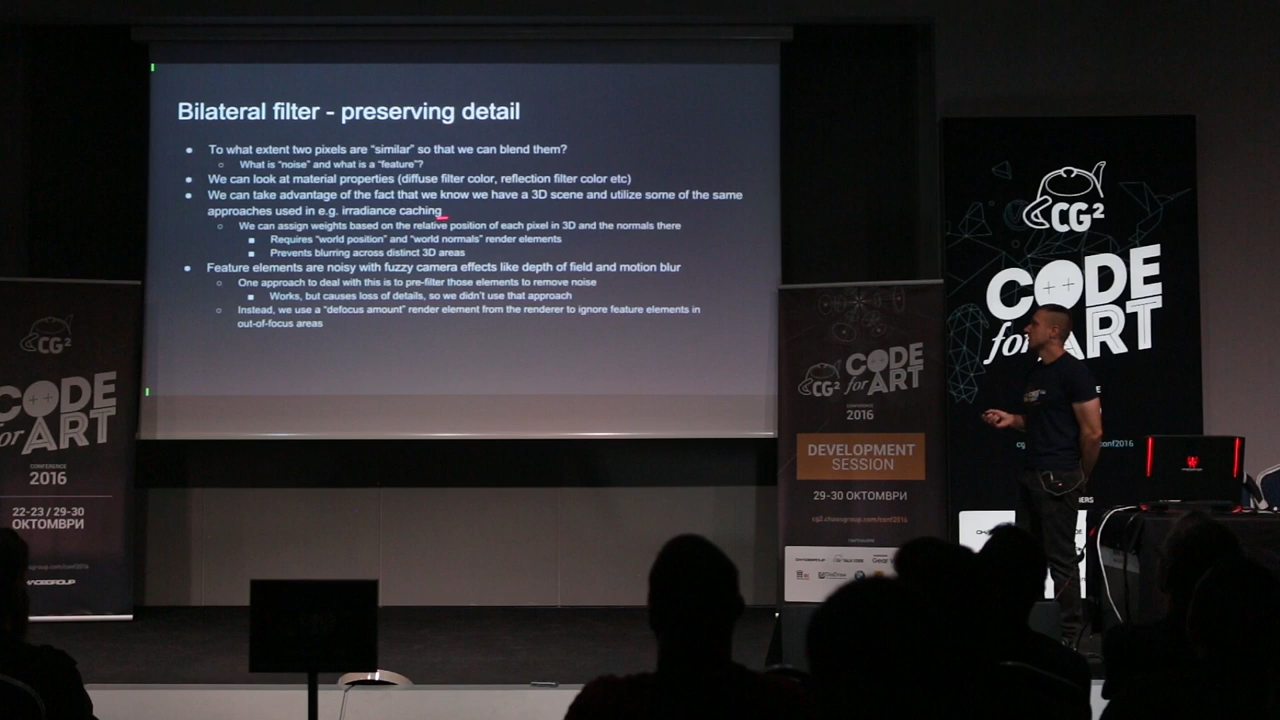 Bilateral filter - preserving detail
To what extent two pixels are “similar” so that we can blend them?
What is “noise” and what is a “feature”?
We can look at material properties (diffuse filter color, reflection filter color etc)
We can take advantage of the fact that we know we have a 3D scene and utilize some of the
approaches used in e.g. irradiance caching
We can assign weights based on the relative position of each pixel in 3D and the normals there
Requires “world position” and “world normals” render elements
Prevents blurring across distinct 3D areas
Feature elements are noisy with fuzzy camera effects like depth of field and motion blur
One approach to deal with this is to pre-filter those elements to remove noise
Works, but causes loss of details, so we didn’t use that approach
Instead, we use a “defocus amount” render element from the renderer to ignore feature elements in
out-of-focus areas
CG²
CODE
for ART
CONFERENCE
2016
22-23 / 29-30
ОКТОМВРИ
CG²
CODE
for ART
CONFERENCE
2016
DEVELOPMENT
SESSION
29-30 ОКТОМВРИ
cg2.chaosgroup.com/conf2016
CG²
CODE
for ART
conf2016